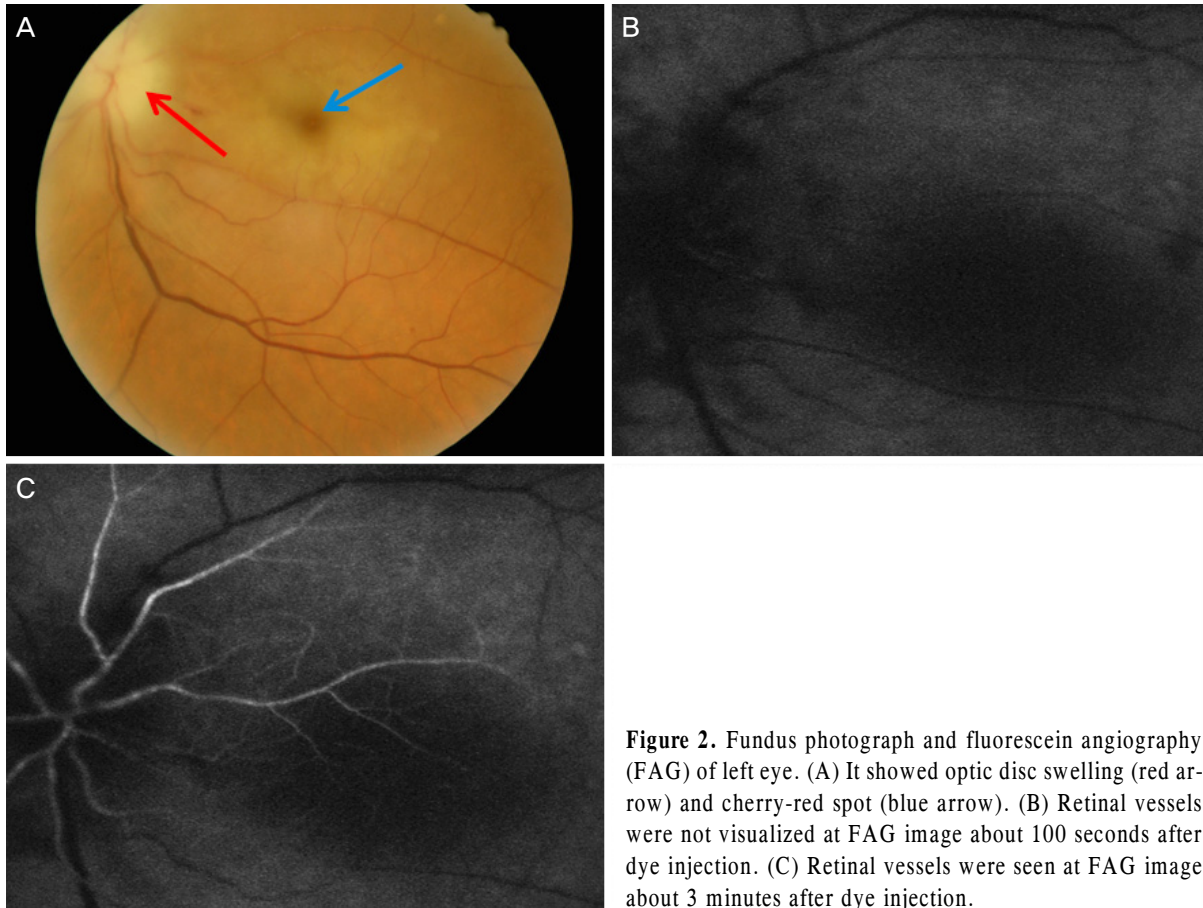 A
B
C
Figure 2. Fundus photograph and fluorescein angiography
(FAG) of left eye. (A) It showed optic disc swelling (red ar-
row) and cherry-red spot (blue arrow). (B) Retinal vessels
were not visualized at FAG image about 100 seconds after
dye injection. (C) Retinal vessels were seen at FAG image
about 3 minutes after dye injection.